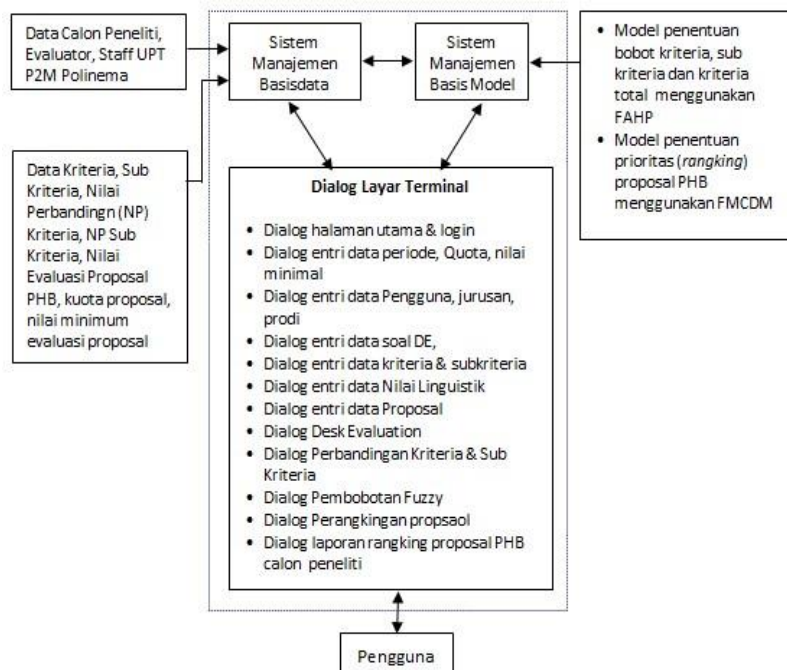 Data Calon Peneliti,
Evaluator, Staff UPT
P2M Polinema
Sistem
Manajemen
Basisdata
Sistem
Manajemen
Basis Model
• Model penentuan
bobot kriteria, sub
kriteria dan kriteria
total menggunakan
FAHP
• Model penentuan
prioritas (rangking)
proposal PHB
menggunakan FMCDM
Data Kriteria, Sub
Kriteria, Nilai
Perbandingn (NP)
Kriteria, NP Sub
Kriteria, Nilai
Evaluasi Proposal
PHB, kuota proposal,
nilai minimum
evaluasi proposal
Dialog Layar Terminal
• Dialog halaman utama & login
• Dialog entri data periode, Quota, nilai
minimal
• Dialog entri data Pengguna, jurusan,
prodi
• Dialog entri data soal DE,
• Dialog entri data kriteria & subkriteria
• Dialog entri data Nilai Linguistik
• Dialog entri data Proposal
• Dialog Desk Evaluation
• Dialog Perbandingan Kriteria & Sub
Kriteria
• Dialog Pembobotan Fuzzy
• Dialog Perangkingan propsaol
• Dialog laporan rangking proposal PHB
calon peneliti
Pengguna